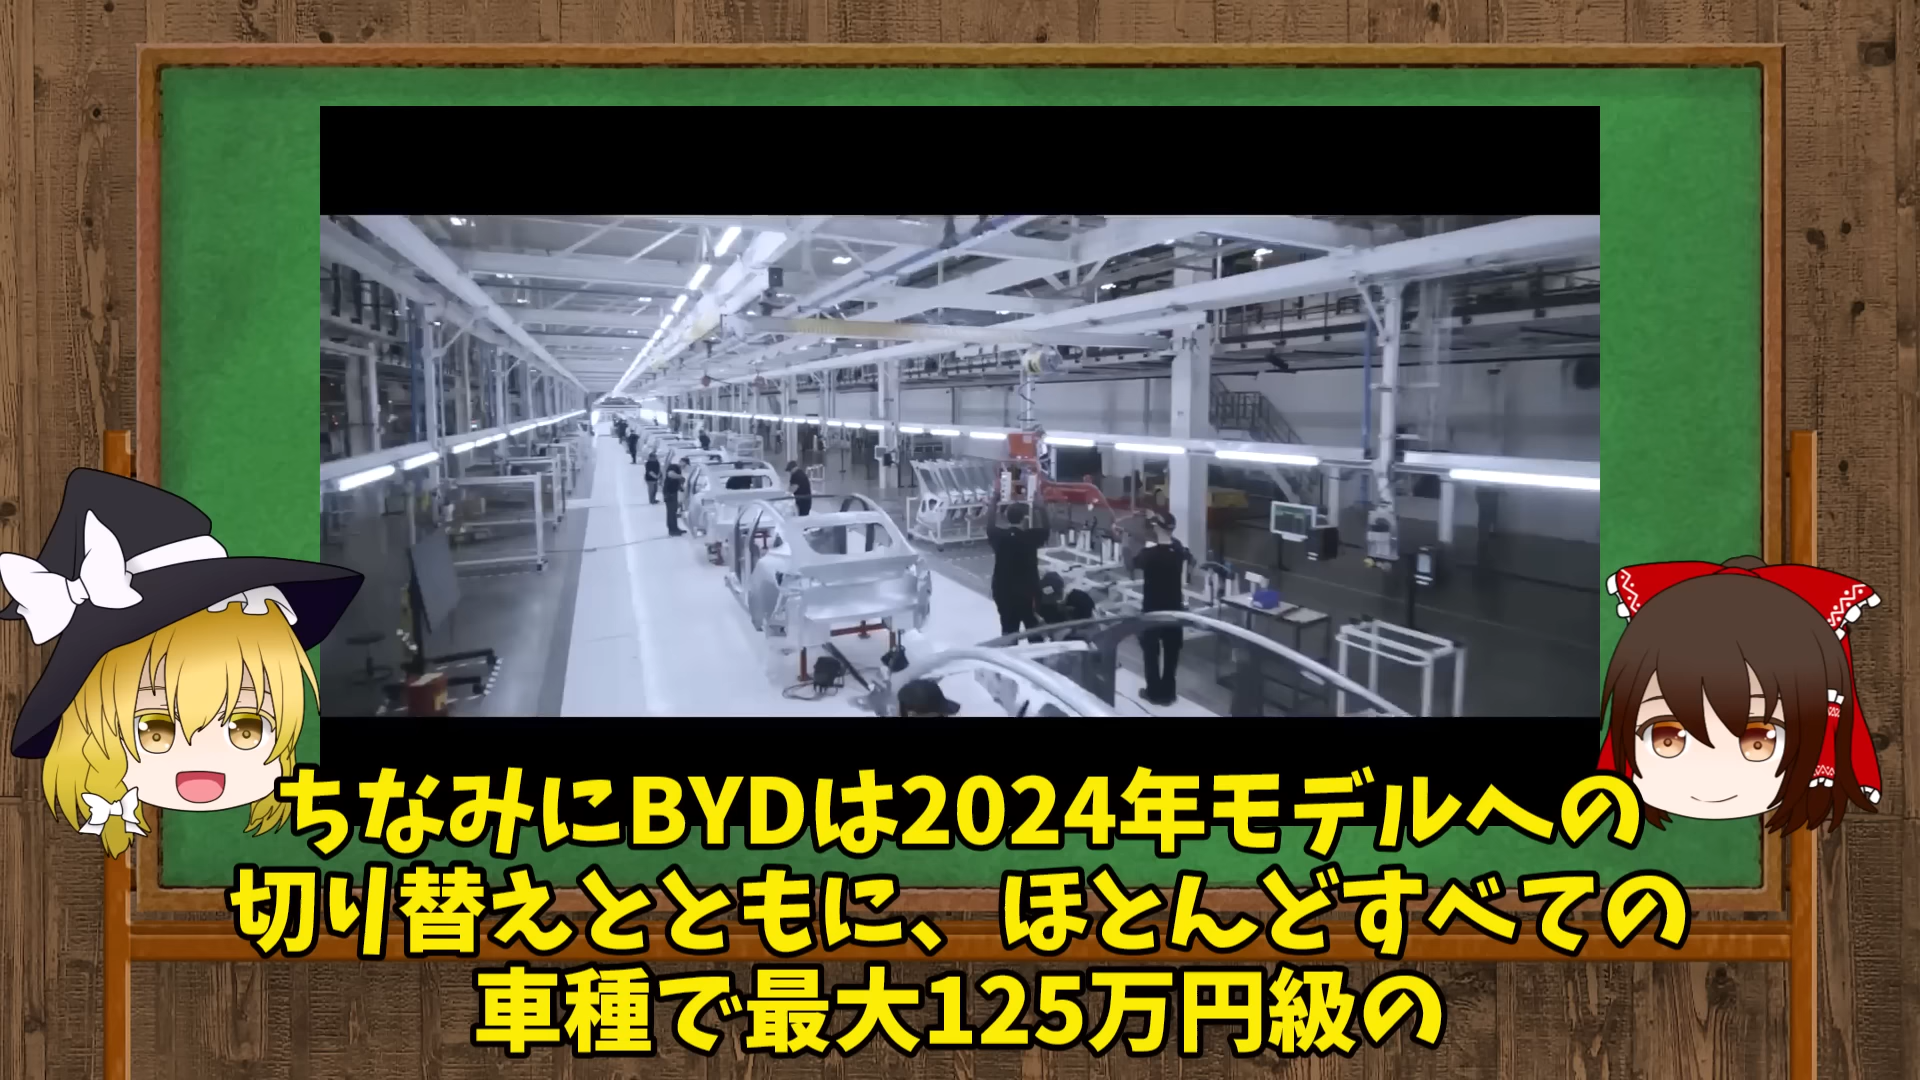 ちなみにBYDは2024年モデルへの
切り替えとともに、ほとんどすべての
車種で最大125万円級の